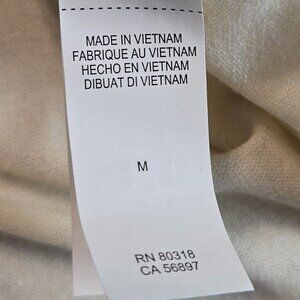 MADE IN VIETNAM
FABRIQUE AU VIETNAM
HECHO EN VIETNAM
DIBUAT DI VIETNAM
M
RN 80318
CA 56897